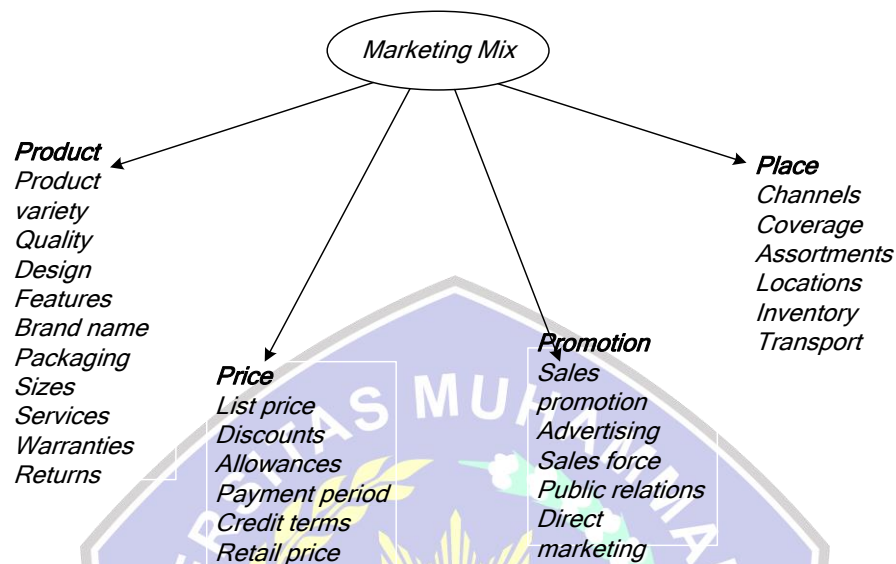 Marketing Mix
Product
Product
variety
Quality
Design
Features
Brand name
Packaging
Sizes
Services
Warranties
Returns
Price
List price
Discounts
Allowances
Payment period
Credit terms
Retail price
Promotion
Sales
promotion
Advertising
Sales force
Public relations
Direct
marketing
Place
Channels
Coverage
Assortments
Locations
Inventory
Transport
ERSITAS MUHAMMA